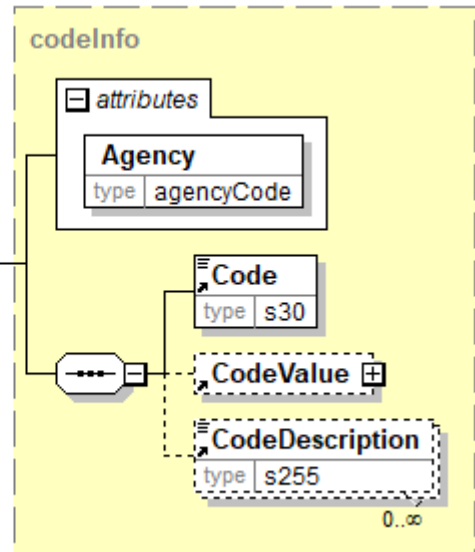 codeInfo
attributes
Agency
type agencyCode
Code
type s30
CodeValue
CodeDescription
type s255
0..∞